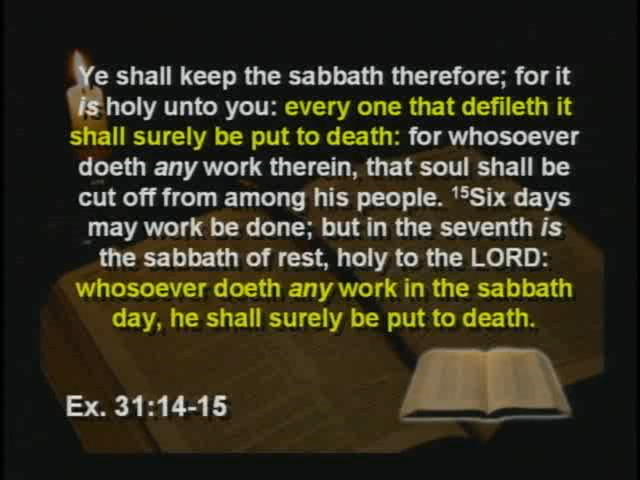 Ye shall keep the sabbath therefore; for it
is holy unto you: every one that defileth it
shall surely be put to death: for whosoever
doeth any work therein, that soul shall be
cut off from among his people. ¹⁵Six days
may work be done; but in the seventh is
the sabbath of rest, holy to the LORD:
whosoever doeth any work in the sabbath
day, he shall surely be put to death.
Ex. 31:14-15